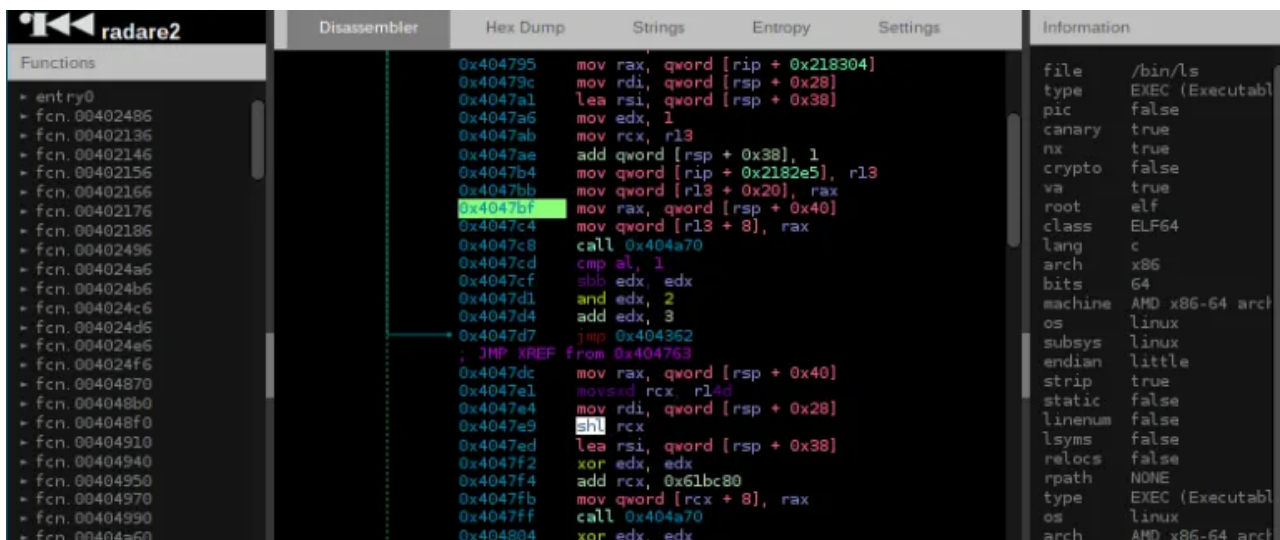 radare2
Disassembler
Hex Dump
Strings
Entropy
Settings
Information
Functions
entry0
fcn.00402486
fcn.00402136
fcn.00402146
fcn.00402156
fcn.00402166
fcn.00402176
fcn.00402186
fcn.00402496
fcn.004024a6
fcn.004024b6
fcn.004024c6
fcn.004024d6
fcn.004024e6
fcn.004024f6
fcn.00404870
fcn.004048b0
fcn.004048f0
fcn.00404910
fcn.00404940
fcn.00404950
fcn.00404970
fcn.00404990
fcn.00404a60
0x404795 mov rax, qword [rip + 0x218304]
0x40479c mov rdi, qword [rsp + 0x28]
0x4047a1 lea rsi, qword [rsp + 0x38]
0x4047a6 mov edx, 1
0x4047ab mov rcx, r13
0x4047ae add qword [rsp + 0x38], 1
0x4047b4 mov qword [rip + 0x2182e5], r13
0x4047bb mov qword [r13 + 0x20], rax
0x4047bf mov rax, qword [rsp + 0x40]
0x4047c4 mov qword [r13 + 8], rax
0x4047c8 call 0x404a70
0x4047cd cmp al, 1
0x4047cf sbb edx, edx
0x4047d1 and edx, 2
0x4047d4 add edx, 3
0x4047d7 jmp 0x404362
; JMP XREF from 0x404763
0x4047dc mov rax, qword [rsp + 0x40]
0x4047e1 movsxd rcx, r14d
0x4047e4 mov rdi, qword [rsp + 0x28]
0x4047e9 shl rcx
0x4047ed lea rsi, qword [rsp + 0x38]
0x4047f2 xor edx, edx
0x4047f4 add rcx, 0x61bc80
0x4047fb mov qword [rcx + 8], rax
0x4047ff call 0x404a70
0x404804 xor edx, edx
file /bin/ls
type EXEC (Executabl
pic false
canary true
nx true
crypto false
va true
root elf
class ELF64
lang c
arch x86
bits 64
machine AMD x86-64 arch
os linux
subsys linux
endian little
strip true
static false
linenum false
lsyms false
relocs false
rpath NONE
type EXEC (Executabl
os linux
arch AMD x86-64 arch